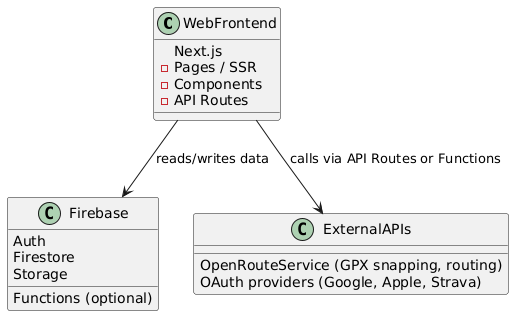 C WebFrontend
Next.js
Pages / SSR
Components
API Routes
reads/writes data
calls via API Routes or Functions
C Firebase
Auth
Firestore
Storage
Functions (optional)
C ExternalAPIs
OpenRouteService (GPX snapping, routing)
OAuth providers (Google, Apple, Strava)